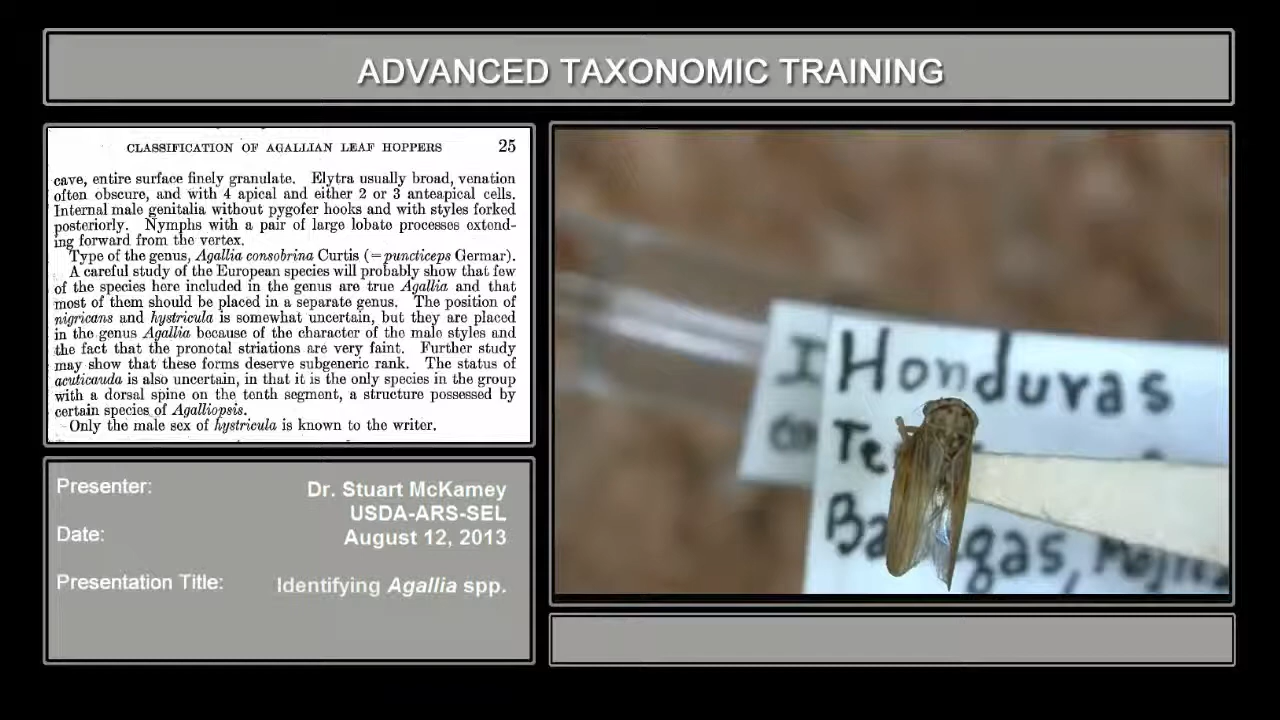 ADVANCED TAXONOMIC TRAINING
CLASSIFICATION OF AGALLIAN LEAF HOPPERS 25
cave, entire surface finely granulate. Elytra usually broad, venation
often obscure, and with 4 apical and either 2 or 3 anteapical cells.
Internal male genitalia without pygofer hooks and with styles forked
posteriorly. Nymphs with a pair of large lobate processes extend-
ing forward from the vertex.
Type of the genus, Agallia consobrina Curtis (=puncticeps Germar).
A careful study of the European species will probably show that few
of the species here included in the genus are true Agallia and that
most of them should be placed in a separate genus. The position of
nigricans and hystricula is somewhat uncertain, but they are placed
in the genus Agallia because of the character of the male styles and
the fact that the pronotal striations are very faint. Further study
may show that these forms deserve subgeneric rank. The status of
acuticauda is also uncertain, in that it is the only species in the group
with a dorsal spine on the tenth segment, a structure possessed by
certain species of Agalliopsis.
Only the male sex of hystricula is known to the writer.
Presenter: Dr. Stuart McKamey
USDA-ARS-SEL
Date: August 12, 2013
Presentation Title: Identifying Agallia spp.
Honduras